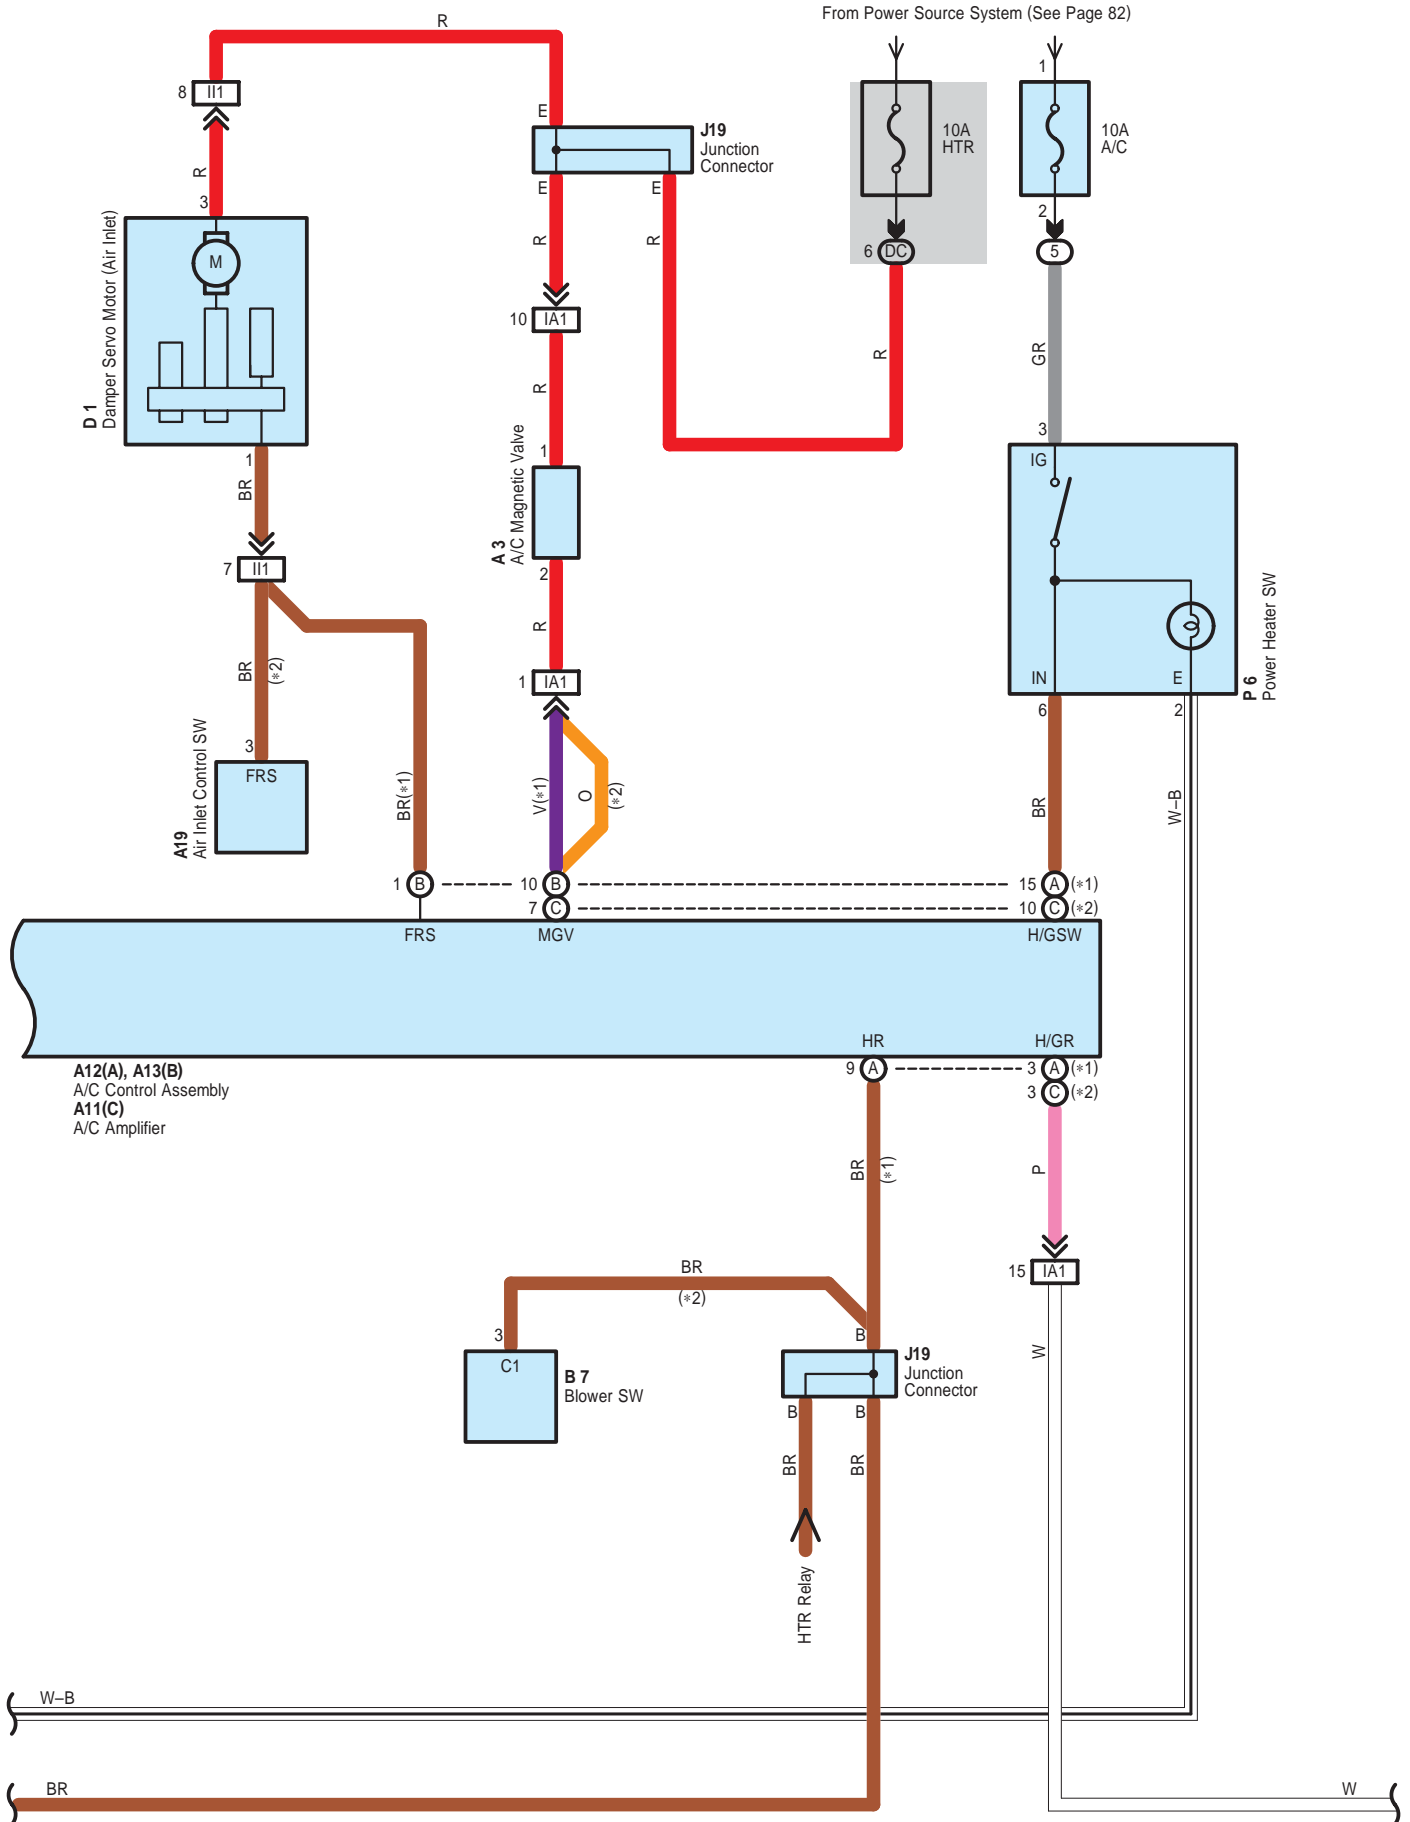 From Power Source System (See Page 82)
R
1
8
II1
E
J19
Junction
Connector
10A
HTR
10A
A/C
R
3
E
E
2
R
R
6
DC
5
D 1
Damper Servo Motor (Air Inlet)
M
10
IA1
R
GR
R
1
3
A 3
A/C Magnetic Valve
IG
1
BR
7
II1
2
R
BR
(*2)
1
IA1
IN
E
P 6
Power Heater SW
6
2
A19
Air Inlet Control SW
3
FRS
BR(*1)
V(*1)
O
(*2)
BR
W–B
1
B
10
B
15
A
(*1)
7
C
10
C
(*2)
FRS
MGV
H/GSW
HR
H/GR
A12(A), A13(B)
A/C Control Assembly
A11(C)
A/C Amplifier
9
A
3
A
(*1)
3
C
(*2)
BR
(*1)
P
BR
(*2)
15
IA1
3
C1
B 7
Blower SW
B
J19
Junction
Connector
W
B
B
BR
BR
HTR Relay
W–B
BR
W